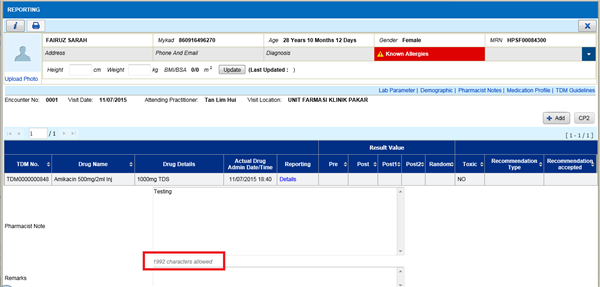 REPORTING
i X
FAIRUZ SARAH Mykad 860916496270 Age 28 Years 10 Months 12 Days Gender Female MRN HPSF00084300
Address Phone And Email Diagnosis Known Allergies
Upload Photo
Height cm Weight kg BMI/BSA 0/0 m² Update (Last Updated : )
Lab Parameter | Demographic | Pharmacist Notes | Medication Profile | TDM Guidelines
Encounter No: 0001 Visit Date: 11/07/2015 Attending Practitioner: Tan Lim Hui Visit Location: UNIT FARMASI KLINIK PAKAR
+ Add CP2
1 / 1 [ 1 - 1 / 1 ]
Result Value
TDM No. Drug Name Drug Details Actual Drug Admin Date/Time Reporting Pre Post Post1 Post2 Random Toxic Recommendation Type Recommendation accepted
TDM0000000848 Amikacin 500mg/2ml Inj 1000mg TDS 11/07/2015 18:40 Details NO
Testing
Pharmacist Note
1992 characters allowed
Remarks